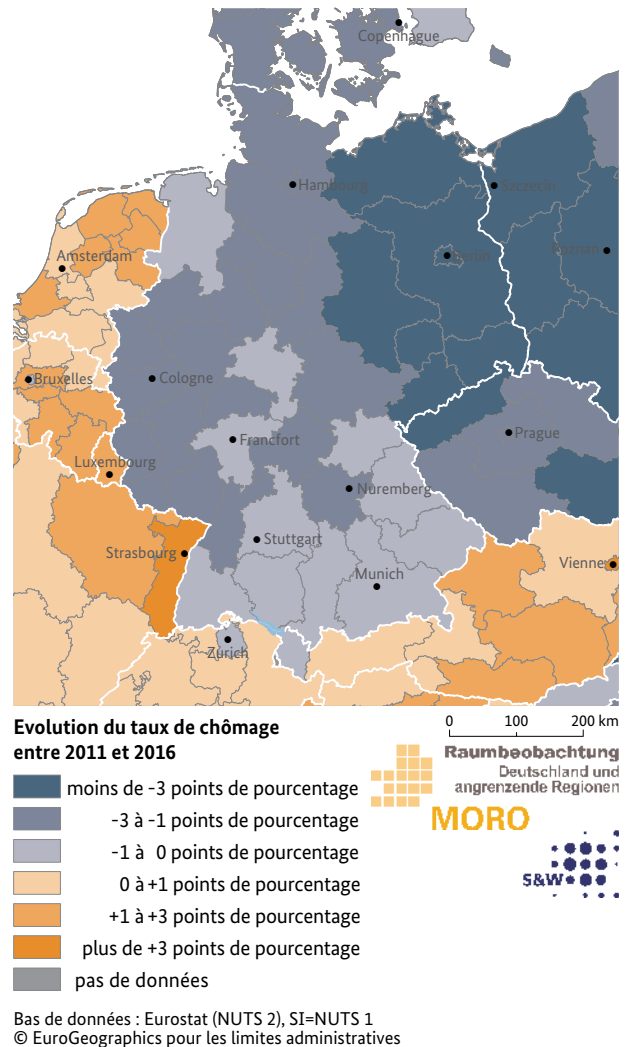 Copenhague
Hambourg
Szczecin
Amsterdam
Berlin
Poznan
Bruxelles
Cologne
Francfort
Prague
Luxembourg
Nuremberg
Strasbourg
Stuttgart
Vienne
Munich
Zürich
Evolution du taux de chômage
entre 2011 et 2016
0 100 200 km
moins de -3 points de pourcentage
-3 à -1 points de pourcentage
-1 à 0 points de pourcentage
0 à +1 points de pourcentage
+1 à +3 points de pourcentage
plus de +3 points de pourcentage
pas de données
Raumbeobachtung
Deutschland und
angrenzende Regionen
MORO
S&W
Bas de données : Eurostat (NUTS 2), SI=NUTS 1
© EuroGeographics pour les limites administratives